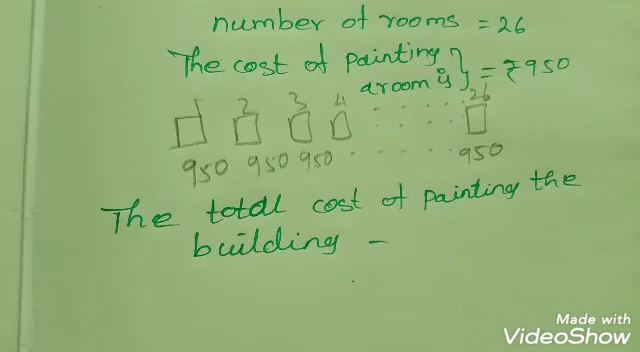 number of rooms = 26
The cost of painting
a room is } = ₹950
1 2 3 4 . . . . . . 26
950 950 950 . . . . . . 950
The total cost of painting the
building -
Made with
VideoShow